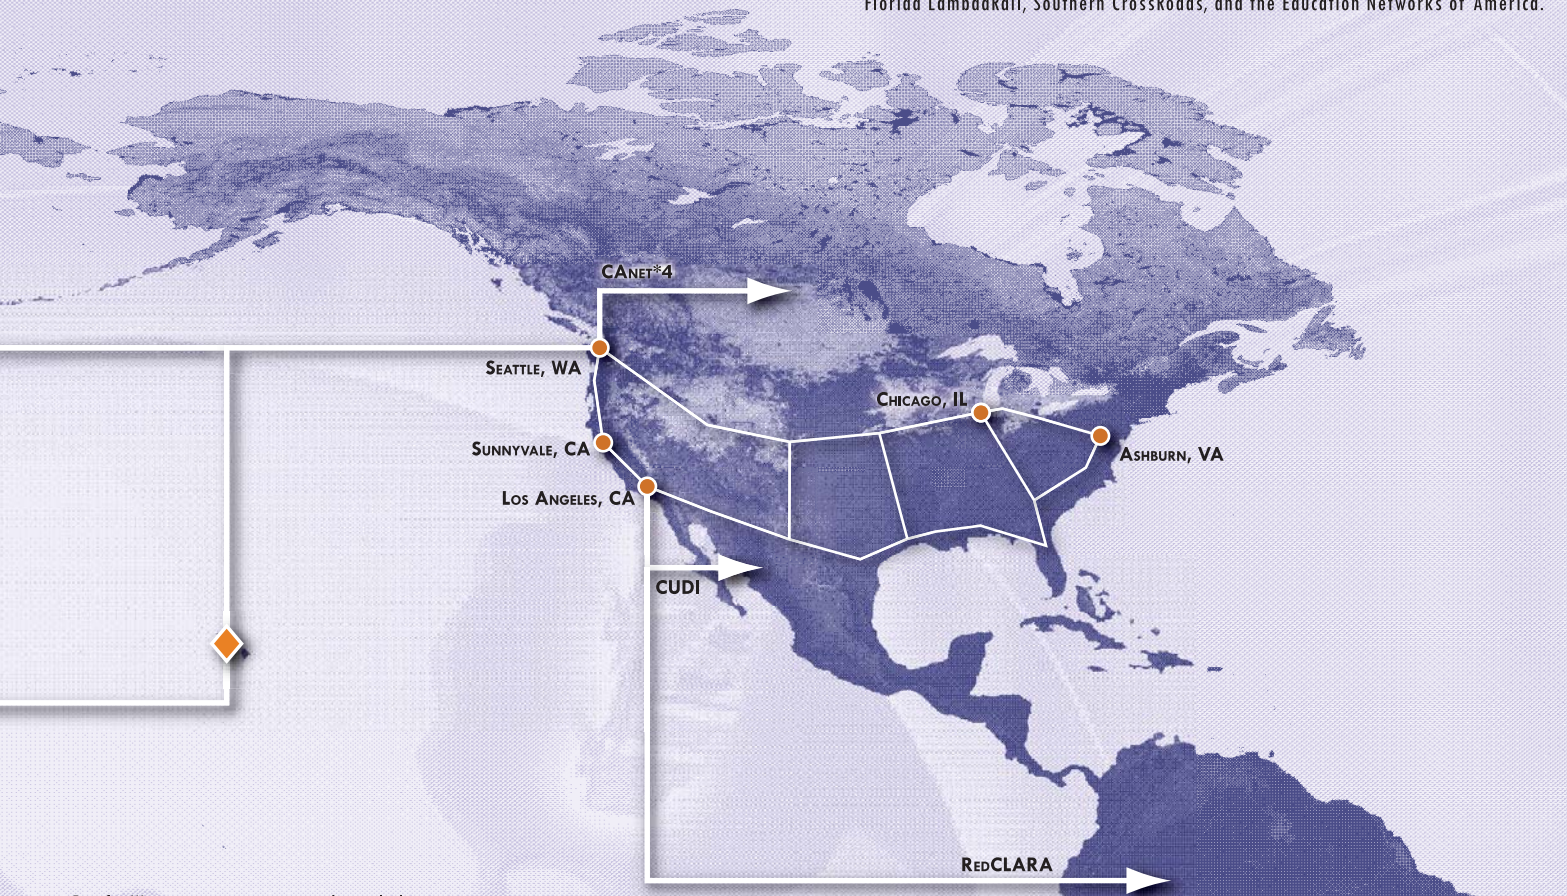 Florida LambdaRail, Southern CrossRoads, and the Education Networks of America.
CANET*4
SEATTLE, WA
CHICAGO, IL
SUNNYVALE, CA
ASHBURN, VA
LOS ANGELES, CA
CUDI
REDCLARA